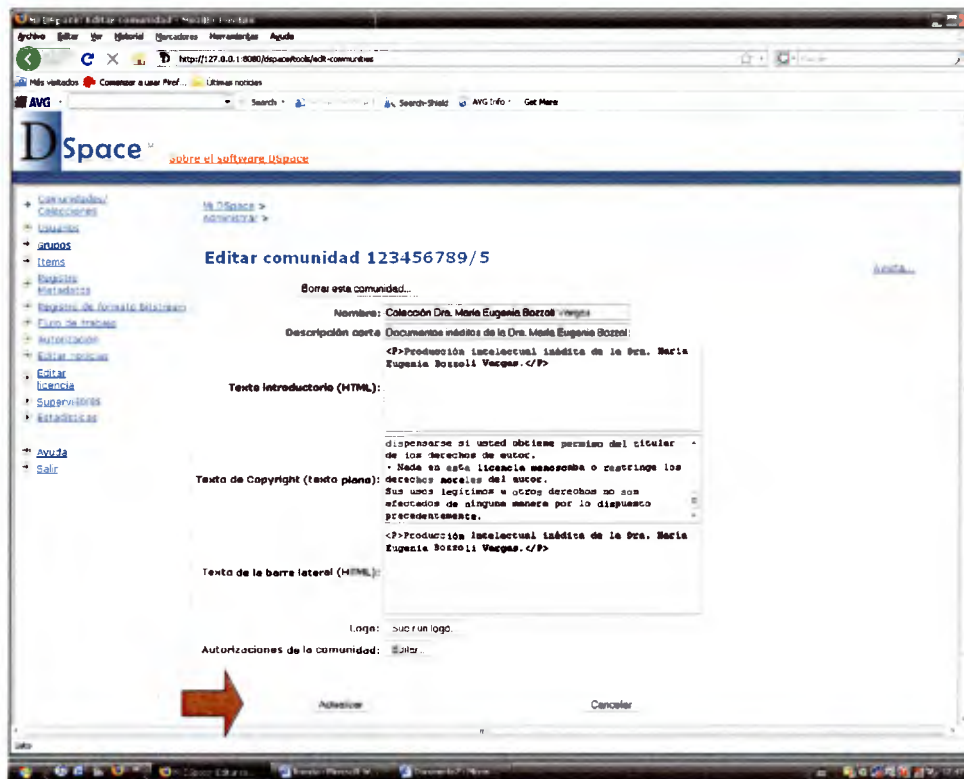 DSpace: Editar comunidad - Mozilla Firefox
Archivo Editar Ver Historial Marcadores Herramientas Ayuda
http://127.0.0.1:8080/dspace/tools/edit-communities
Más visitados Comenzar a usar Firef... Últimas noticias
AVG Search Search-Shield AVG Info Get More
DSpace Sobre el software DSpace
Comunidades/
Colecciones
Usuarios
Grupos
Items
Registro
Metadatos
Registro de formato bitstream
Flujo de trabajo
Autorización
Editar noticias
Editar
licencia
Supervisores
Estadísticas
Ayuda
Salir
Mi DSpace >
Administrar >
Editar comunidad 123456789/5
Ayuda...
Borrar esta comunidad...
Nombre: Colección Dra. María Eugenia Bozzoli Vargas
Descripción corta Documentos inéditos de la Dra. María Eugenia Bozzoli
Texto introductorio (HTML):
<P>Producción intelectual inédita de la Dra. María
Eugenia Bozzoli Vargas.</P>
Texto de Copyright (texto plano):
dispensarse si usted obtiene permiso del titular
de los derechos de autor.
· Nada en esta licencia menoscaba o restringe los
derechos morales del autor.
Sus usos legítimos u otros derechos no son
afectados de ninguna manera por lo dispuesto
precedentemente.
Texto de la barra lateral (HTML):
<P>Producción intelectual inédita de la Dra. María
Eugenia Bozzoli Vargas.</P>
Logo: Subir un logo.
Autorizaciones de la comunidad: Editar...
Actualizar Cancelar
Listo